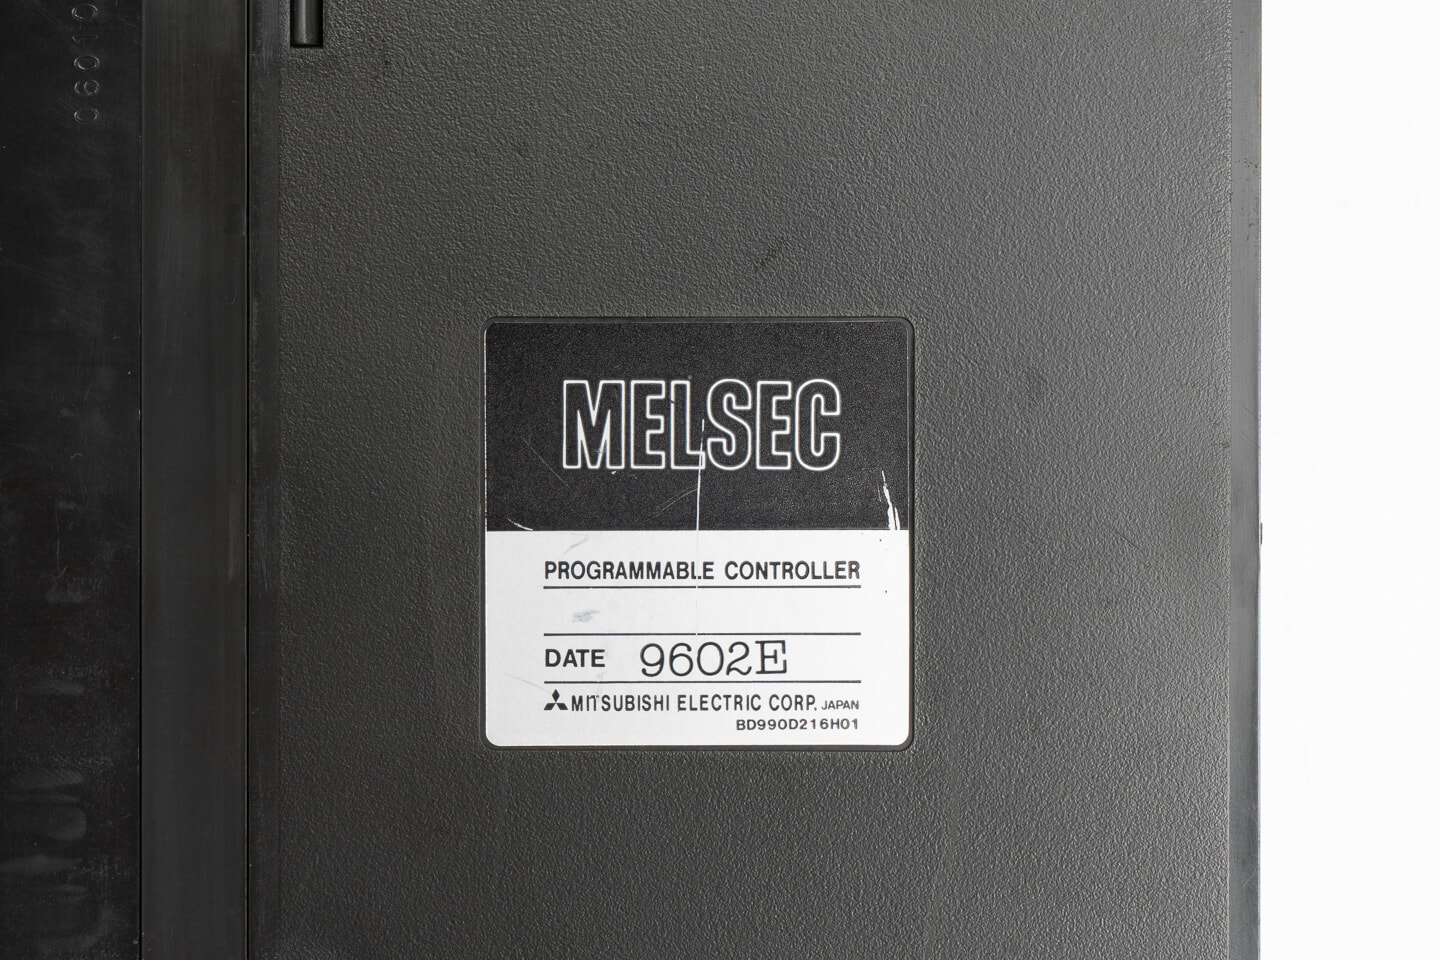 MELSEC
PROGRAMMABLE CONTROLLER
DATE 9602E
MITSUBISHI ELECTRIC CORP. JAPAN
BD990D216H01